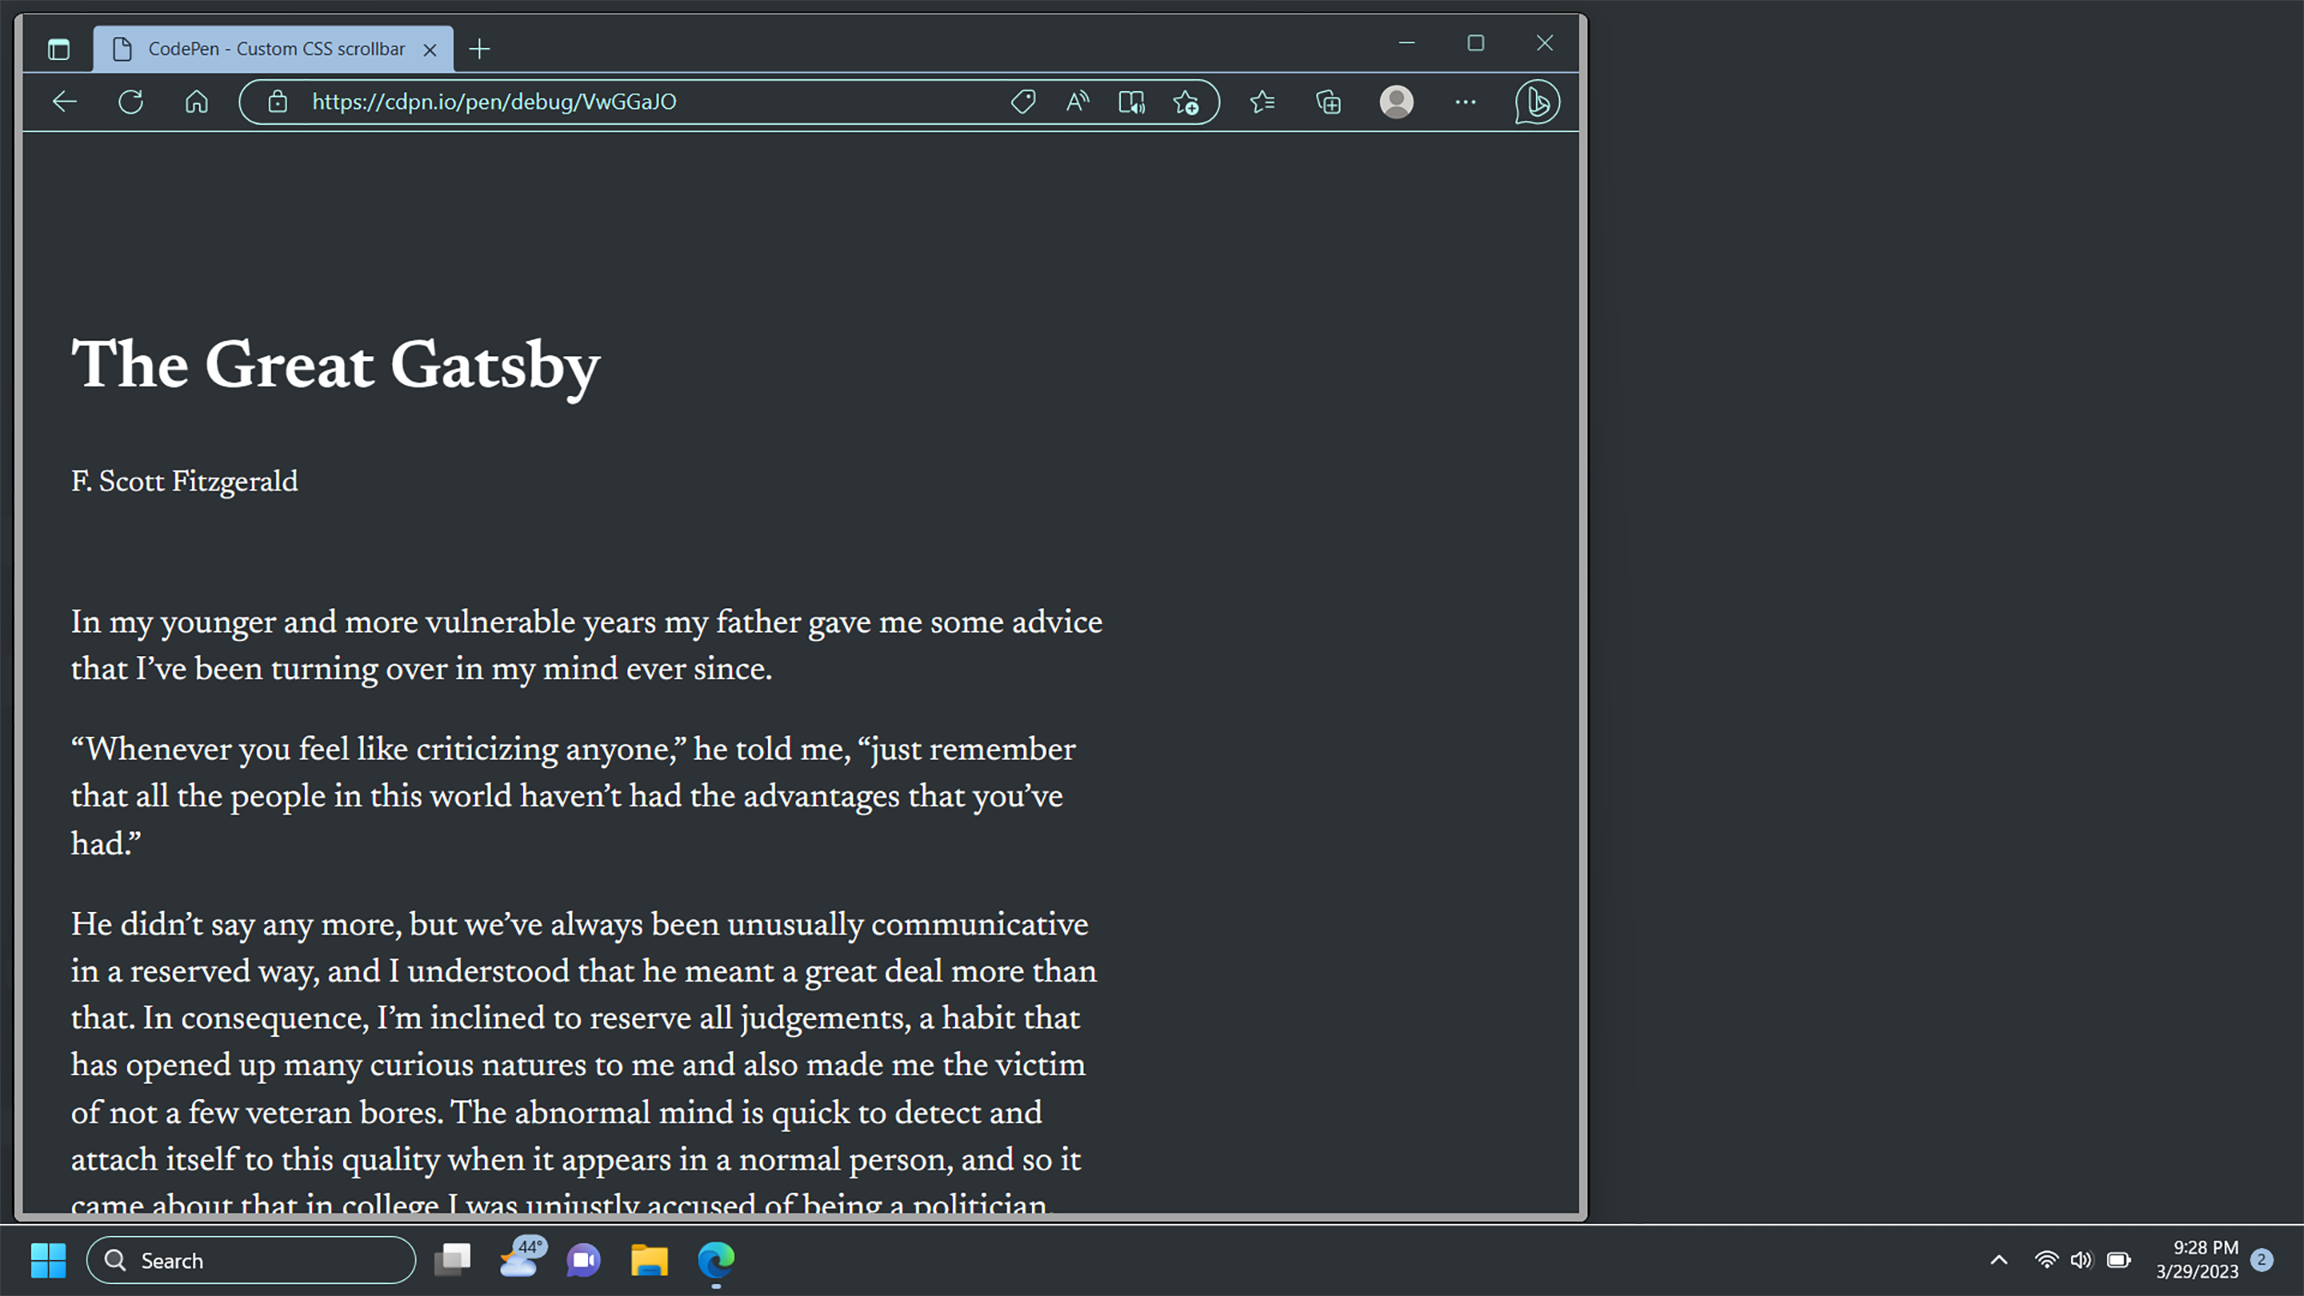 CodePen - Custom CSS scrollbar
https://cdpn.io/pen/debug/VwGGaJO
The Great Gatsby
F. Scott Fitzgerald
In my younger and more vulnerable years my father gave me some advice
that I’ve been turning over in my mind ever since.
“Whenever you feel like criticizing anyone,” he told me, “just remember
that all the people in this world haven’t had the advantages that you’ve
had.”
He didn’t say any more, but we’ve always been unusually communicative
in a reserved way, and I understood that he meant a great deal more than
that. In consequence, I’m inclined to reserve all judgements, a habit that
has opened up many curious natures to me and also made me the victim
of not a few veteran bores. The abnormal mind is quick to detect and
attach itself to this quality when it appears in a normal person, and so it
came about that in college I was unjustly accused of being a politician,
Search
44°
9:28 PM
3/29/2023
2